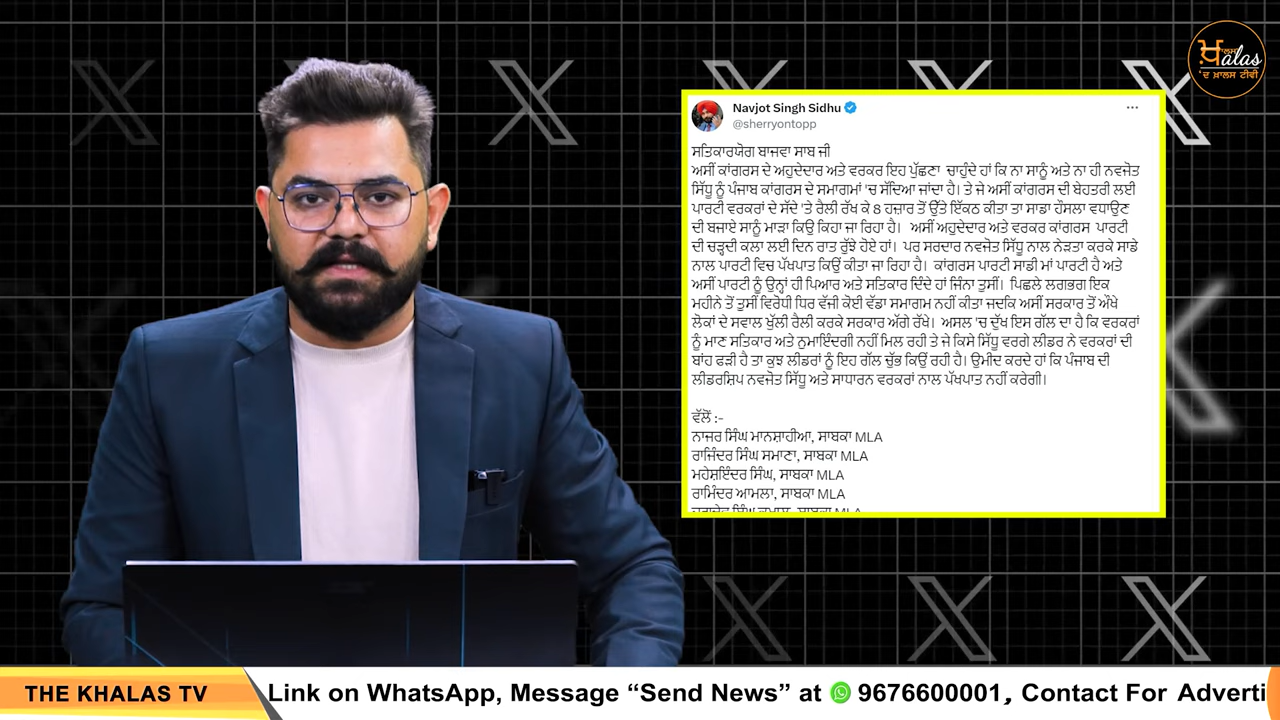 ਖ਼ਾਲਸ
alas
'ਦ ਖ਼ਾਲਸ ਟੀਵੀ
Navjot Singh Sidhu
@sherryontopp
ਸਤਿਕਾਰਯੋਗ ਬਾਜਵਾ ਸਾਬ ਜੀ
ਅਸੀਂ ਕਾਂਗਰਸ ਦੇ ਅਹੁਦੇਦਾਰ ਅਤੇ ਵਰਕਰ ਇਹ ਪੁੱਛਣਾ ਚਾਹੁੰਦੇ ਹਾਂ ਕਿ ਨਾ ਸਾਨੂੰ ਅਤੇ ਨਾ ਹੀ ਨਵਜੋਤ
ਸਿੱਧੂ ਨੂੰ ਪੰਜਾਬ ਕਾਂਗਰਸ ਦੇ ਸਮਾਗਮਾਂ 'ਚ ਸੱਦਿਆ ਜਾਂਦਾ ਹੈ। ਤੇ ਜੇ ਅਸੀਂ ਕਾਂਗਰਸ ਦੀ ਬੇਹਤਰੀ ਲਈ
ਪਾਰਟੀ ਵਰਕਰਾਂ ਦੇ ਸੱਦੇ 'ਤੇ ਰੈਲੀ ਰੱਖ ਕੇ 8 ਹਜ਼ਾਰ ਤੋਂ ਉੱਤੇ ਇੱਕਠ ਕੀਤਾ ਤਾ ਸਾਡਾ ਹੌਸਲਾ ਵਧਾਉਣ
ਦੀ ਬਜਾਏ ਸਾਨੂੰ ਮਾੜਾ ਕਿਉ ਕਿਹਾ ਜਾ ਰਿਹਾ ਹੈ। ਅਸੀਂ ਅਹੁਦੇਦਾਰ ਅਤੇ ਵਰਕਰ ਕਾਂਗਰਸ ਪਾਰਟੀ
ਦੀ ਚੜ੍ਹਦੀ ਕਲਾ ਲਈ ਦਿਨ ਰਾਤ ਰੁੱਝੇ ਹੋਏ ਹਾਂ। ਪਰ ਸਰਦਾਰ ਨਵਜੋਤ ਸਿੱਧੂ ਨਾਲ ਨੇੜਤਾ ਕਰਕੇ ਸਾਡੇ
ਨਾਲ ਪਾਰਟੀ ਵਿਚ ਪੱਖਪਾਤ ਕਿਉਂ ਕੀਤਾ ਜਾ ਰਿਹਾ ਹੈ। ਕਾਂਗਰਸ ਪਾਰਟੀ ਸਾਡੀ ਮਾਂ ਪਾਰਟੀ ਹੈ ਅਤੇ
ਅਸੀਂ ਪਾਰਟੀ ਨੂੰ ਉਨ੍ਹਾਂ ਹੀ ਪਿਆਰ ਅਤੇ ਸਤਿਕਾਰ ਦਿੰਦੇ ਹਾਂ ਜਿੰਨਾ ਤੁਸੀਂ। ਪਿਛਲੇ ਲਗਭਗ ਇਕ
ਮਹੀਨੇ ਤੋਂ ਤੁਸੀਂ ਵਿਰੋਧੀ ਧਿਰ ਵੱਜੀ ਕੋਈ ਵੱਡਾ ਸਮਾਗਮ ਨਹੀਂ ਕੀਤਾ ਜਦਕਿ ਅਸੀਂ ਸਰਕਾਰ ਤੋਂ ਔਖੇ
ਲੋਕਾਂ ਦੇ ਸਵਾਲ ਖੁੱਲੀ ਰੈਲੀ ਕਰਕੇ ਸਰਕਾਰ ਅੱਗੇ ਰੱਖੇ। ਅਸਲ 'ਚ ਦੁੱਖ ਇਸ ਗੱਲ ਦਾ ਹੈ ਕਿ ਵਰਕਰਾਂ
ਨੂੰ ਮਾਣ ਸਤਿਕਾਰ ਅਤੇ ਨੁਮਾਇੰਦਗੀ ਨਹੀਂ ਮਿਲ ਰਹੀ ਤੇ ਜੇ ਕਿਸੇ ਸਿੱਧੂ ਵਰਗੇ ਲੀਡਰ ਨੇ ਵਰਕਰਾਂ ਦੀ
ਬਾਂਹ ਫੜੀ ਹੈ ਤਾ ਕੁਝ ਲੀਡਰਾਂ ਨੂੰ ਇਹ ਗੱਲ ਚੁੱਭ ਕਿਉਂ ਰਹੀ ਹੈ। ਉਮੀਦ ਕਰਦੇ ਹਾਂ ਕਿ ਪੰਜਾਬ ਦੀ
ਲੀਡਰਸ਼ਿਪ ਨਵਜੋਤ ਸਿੱਧੂ ਅਤੇ ਸਾਧਾਰਨ ਵਰਕਰਾਂ ਨਾਲ ਪੱਖਪਾਤ ਨਹੀਂ ਕਰੇਗੀ।
ਵੱਲੋਂ :-
ਨਾਜਰ ਸਿੰਘ ਮਾਨਸ਼ਾਹੀਆ, ਸਾਬਕਾ MLA
ਰਾਜਿੰਦਰ ਸਿੰਘ ਸਮਾਣਾ, ਸਾਬਕਾ MLA
ਮਹੇਸ਼ਇੰਦਰ ਸਿੰਘ, ਸਾਬਕਾ MLA
ਰਾਮਿੰਦਰ ਆਮਲਾ, ਸਾਬਕਾ MLA
THE KHALAS TV
Link on WhatsApp, Message “Send News” at 9676600001, Contact For Adverti